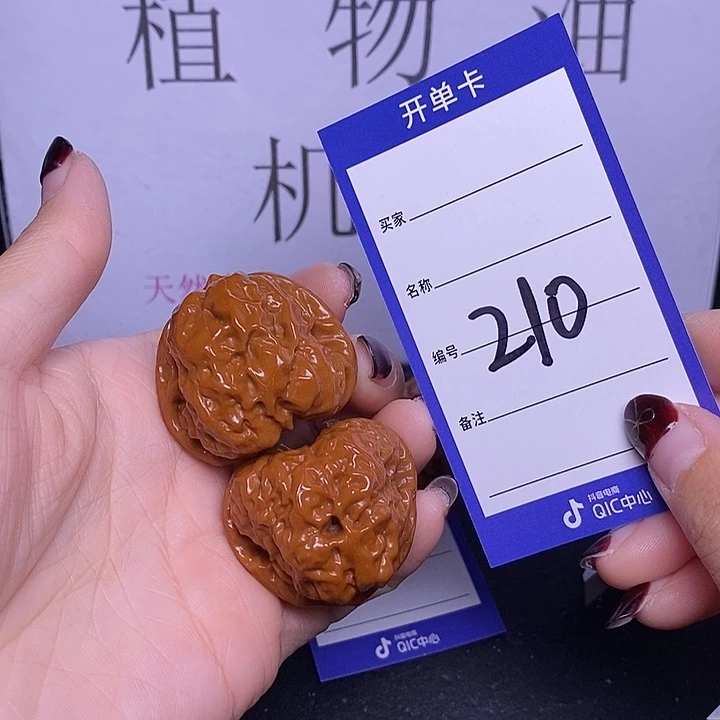 植物油
机
天然
开单卡
买家
名称
编号 210
备注
抖音电商
QIC中心
抖音电商
QIC中心